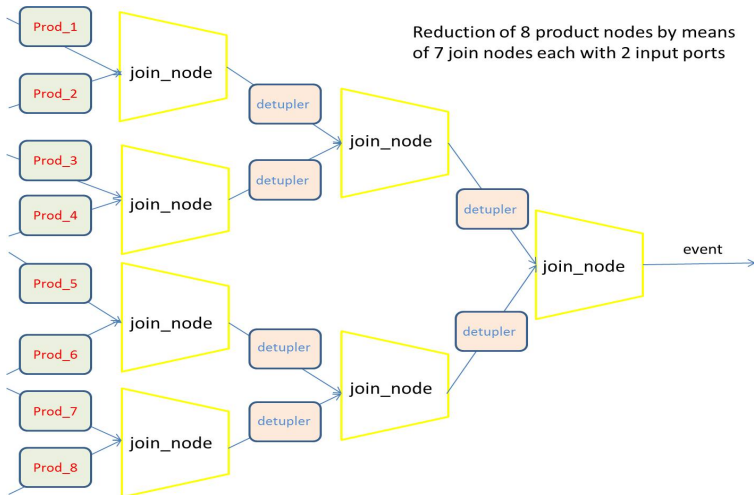 Reduction of 8 product nodes by means
of 7 join nodes each with 2 input ports
Prod_1
join_node
Prod_2
detupler
join_node
Prod_3
detupler
join_node
Prod_4
detupler
event
join_node
Prod_5
join_node
detupler
Prod_6
detupler
join_node
Prod_7
detupler
join_node
Prod_8